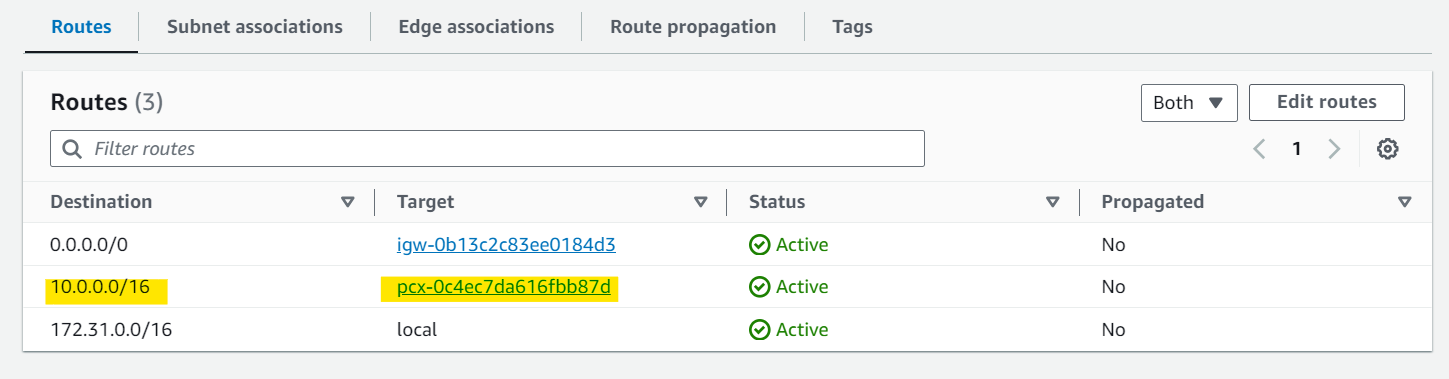 Routes Subnet associations Edge associations Route propagation Tags
Routes (3) Both Edit routes
Filter routes 1
Destination Target Status Propagated
0.0.0.0/0 igw-0b13c2c83ee0184d3 Active No
10.0.0.0/16 pcx-0c4ec7da616fbb87d Active No
172.31.0.0/16 local Active No